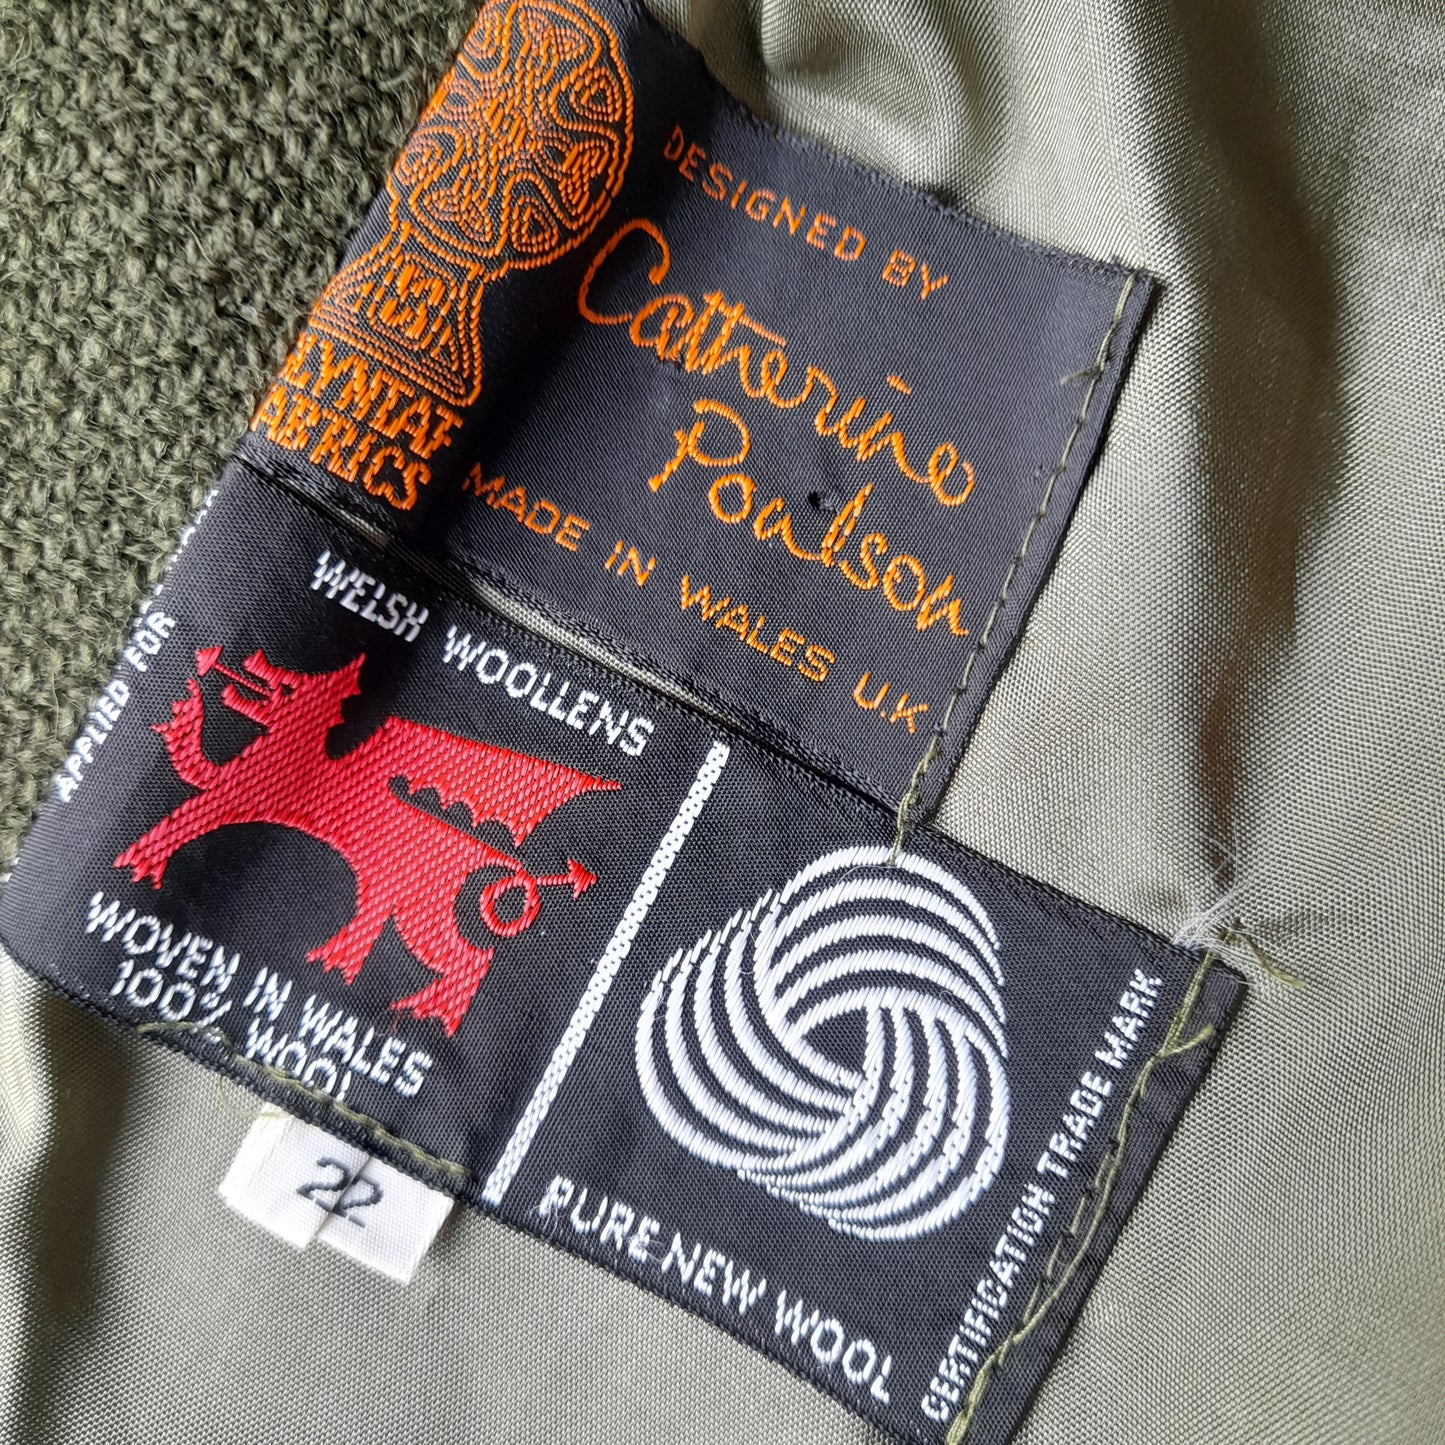 FABRICS
DESIGNED BY
Catherine
Poulson
MADE IN WALES U.K
APPLIED FOR
WELSH WOOLLENS
WOVEN IN WALES
100% WOOL
PURE NEW WOOL
CERTIFICATION TRADE MARK
22